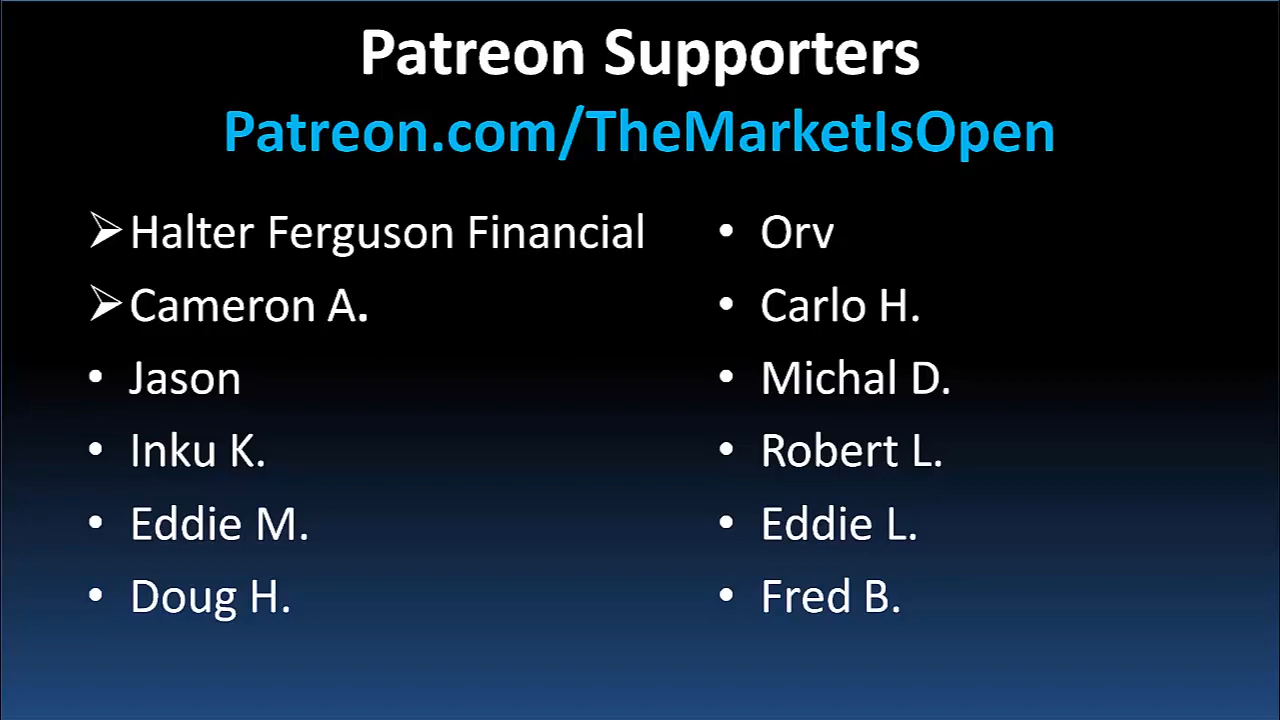 Patreon Supporters
Patreon.com/TheMarketIsOpen
➢Halter Ferguson Financial
➢Cameron A.
• Jason
• Inku K.
• Eddie M.
• Doug H.
• Orv
• Carlo H.
• Michal D.
• Robert L.
• Eddie L.
• Fred B.